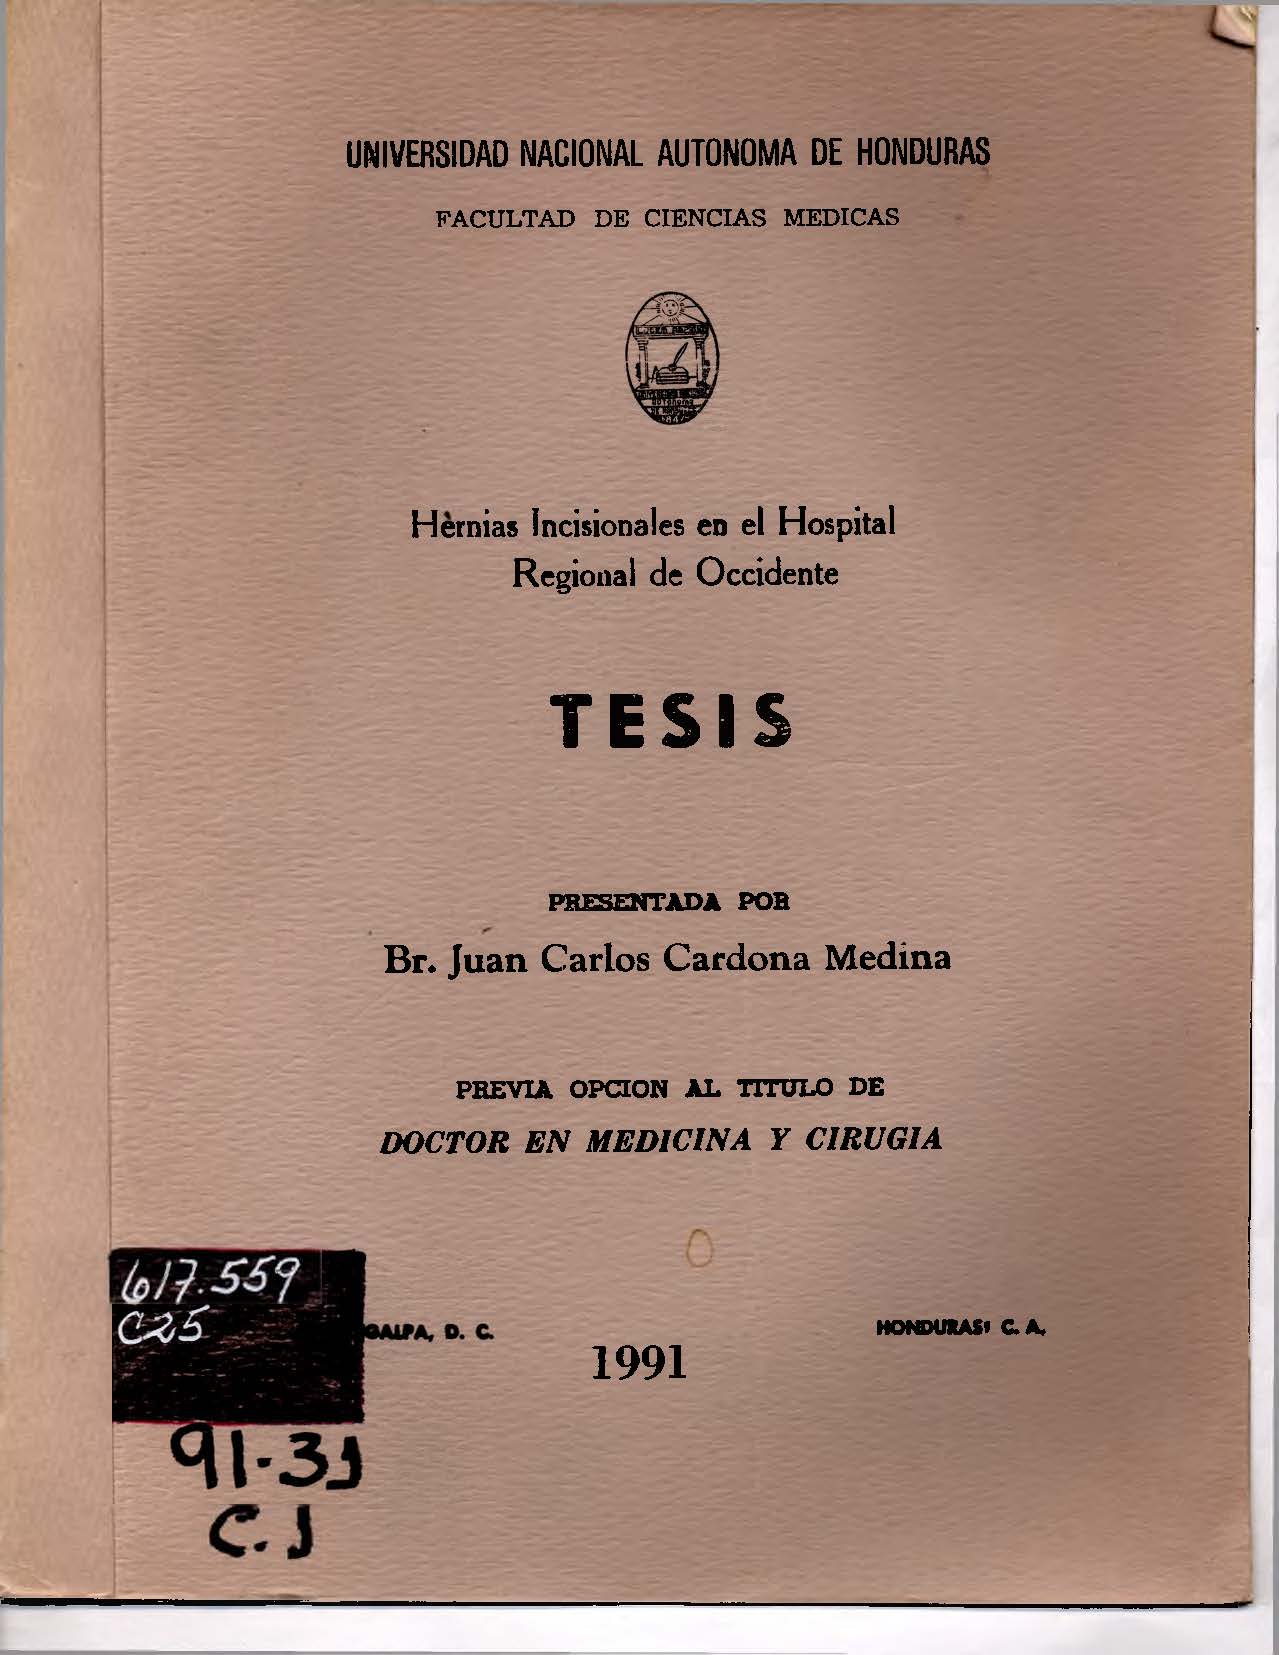 UNIVERSIDAD NACIONAL AUTONOMA DE HONDURAS
FACULTAD DE CIENCIAS MEDICAS
Hèrnias Incisionales en el Hospital
Regional de Occidente
TESIS
PRESENTADA POR
Br. Juan Carlos Cardona Medina
PREVIA OPCION AL TITULO DE
DOCTOR EN MEDICINA Y CIRUGIA
617.559
C25
GALPA, D. C.
HONDURAS, C. A.
1991
91-31
C.1